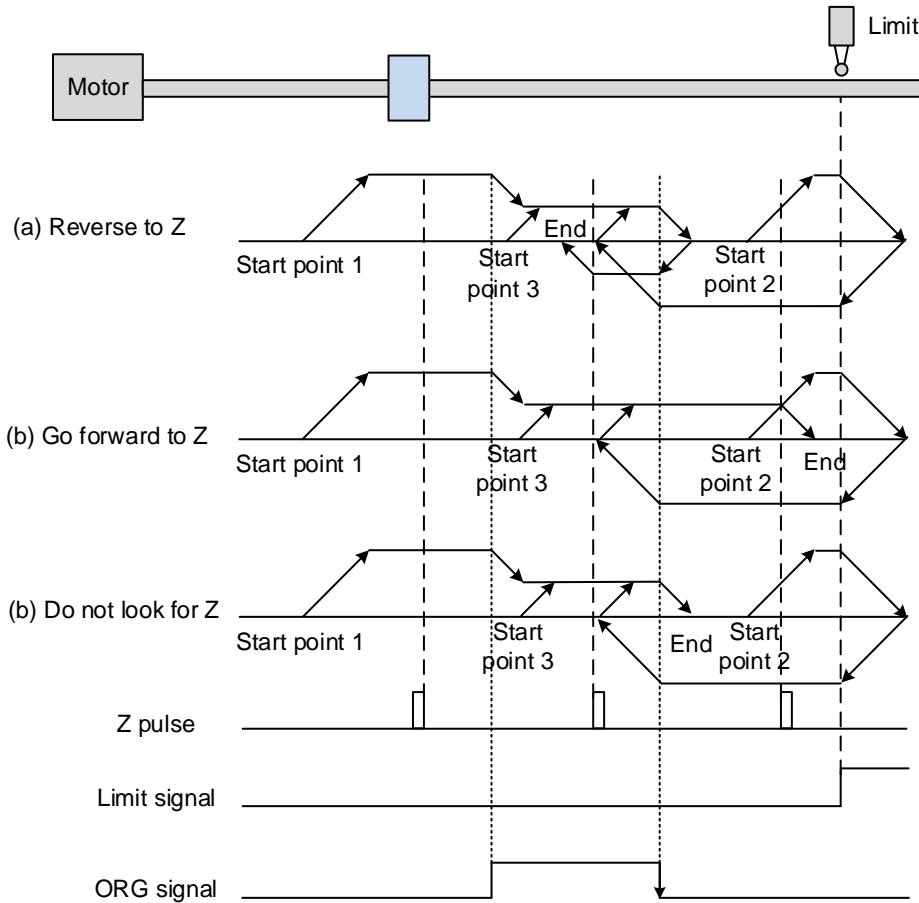 Limit
Motor
(a) Reverse to Z
Start point 1
Start
point 3
End
Start
point 2
(b) Go forward to Z
Start point 1
Start
point 3
Start
point 2
End
(b) Do not look for Z
Start point 1
Start
point 3
End
Start
point 2
Z pulse
Limit signal
ORG signal